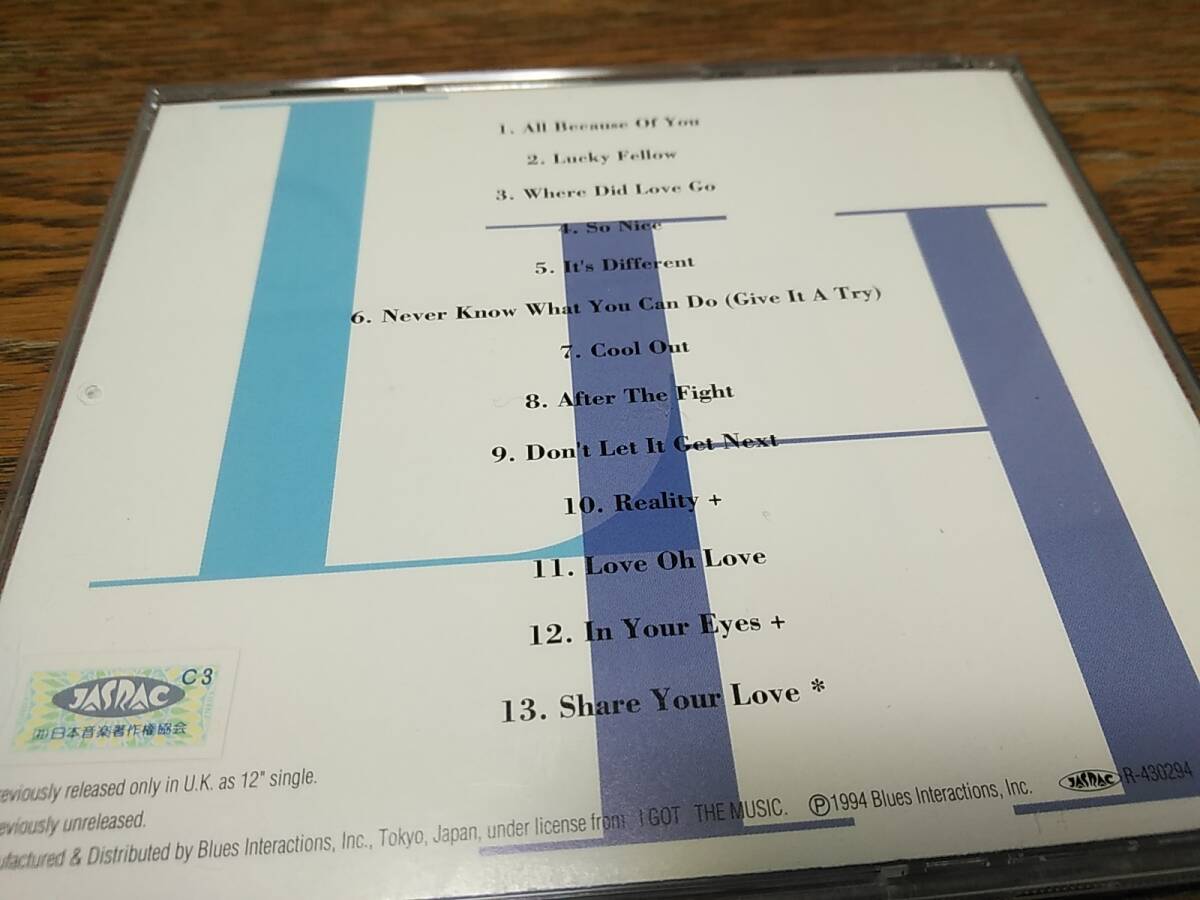 1. All Because Of You
2. Lucky Fellow
3. Where Did Love Go
4. So Nice
5. It's Different
6. Never Know What You Can Do (Give It A Try)
7. Cool Out
8. After The Fight
9. Don't Let It Get Next
10. Reality +
11. Love Oh Love
12. In Your Eyes +
13. Share Your Love *
C3
JASRAC
(社)日本音楽著作権協会
eviously released only in U.K. as 12" single.
eviously unreleased.
ufactured & Distributed by Blues Interactions, Inc., Tokyo, Japan, under license from I GOT THE MUSIC. Ⓟ1994 Blues Interactions, Inc.
JASRAC R-430294
LH